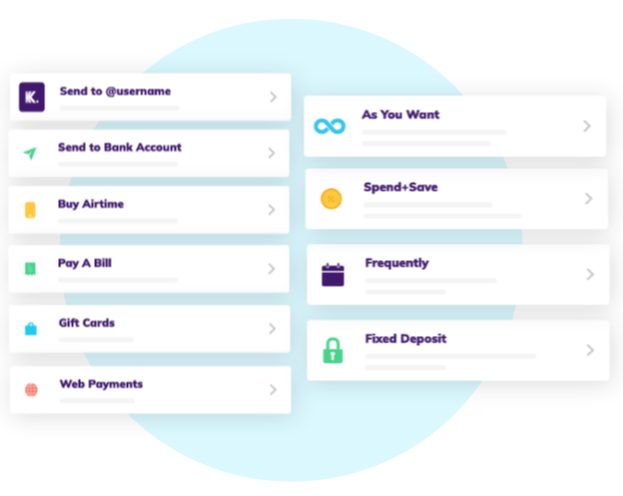 K.
Send to @username
Send to Bank Account
Buy Airtime
Pay A Bill
Gift Cards
Web Payments
As You Want
Spend+Save
Frequently
Fixed Deposit